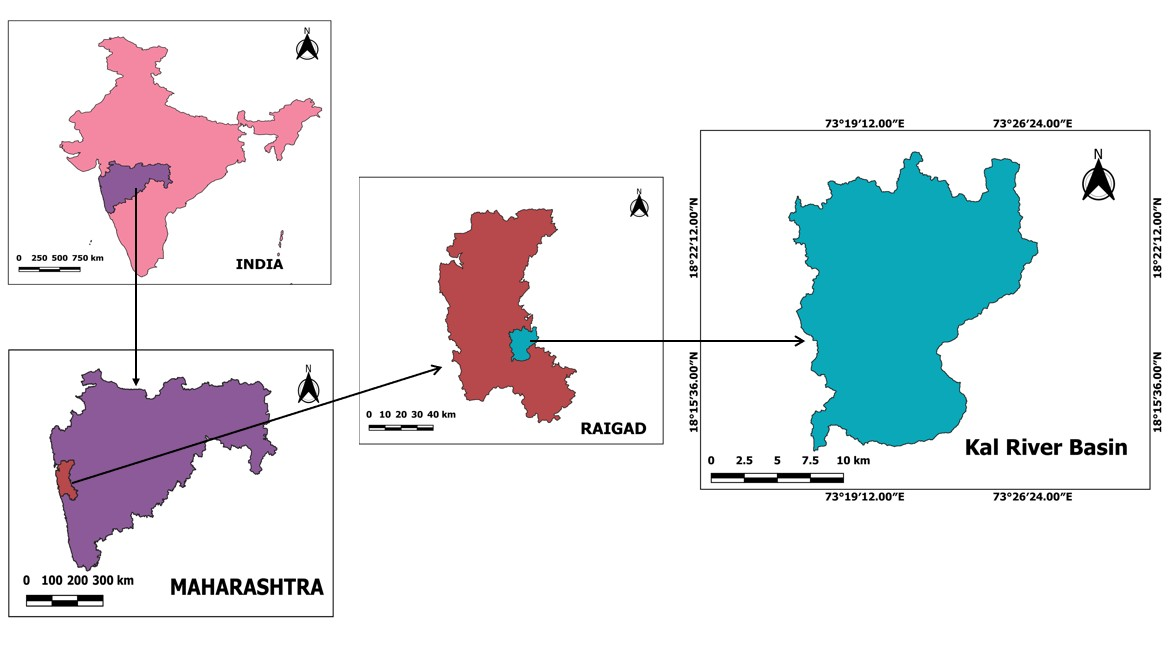 N
0 250 500 750 km
INDIA
N
0 100 200 300 km
MAHARASHTRA
N
0 10 20 30 40 km
RAIGAD
73°19'12.00"E 73°26'24.00"E
N
18°22'12.00"N 18°22'12.00"N
18°15'36.00"N 18°15'36.00"N
Kal River Basin
0 2.5 5 7.5 10 km
73°19'12.00"E 73°26'24.00"E